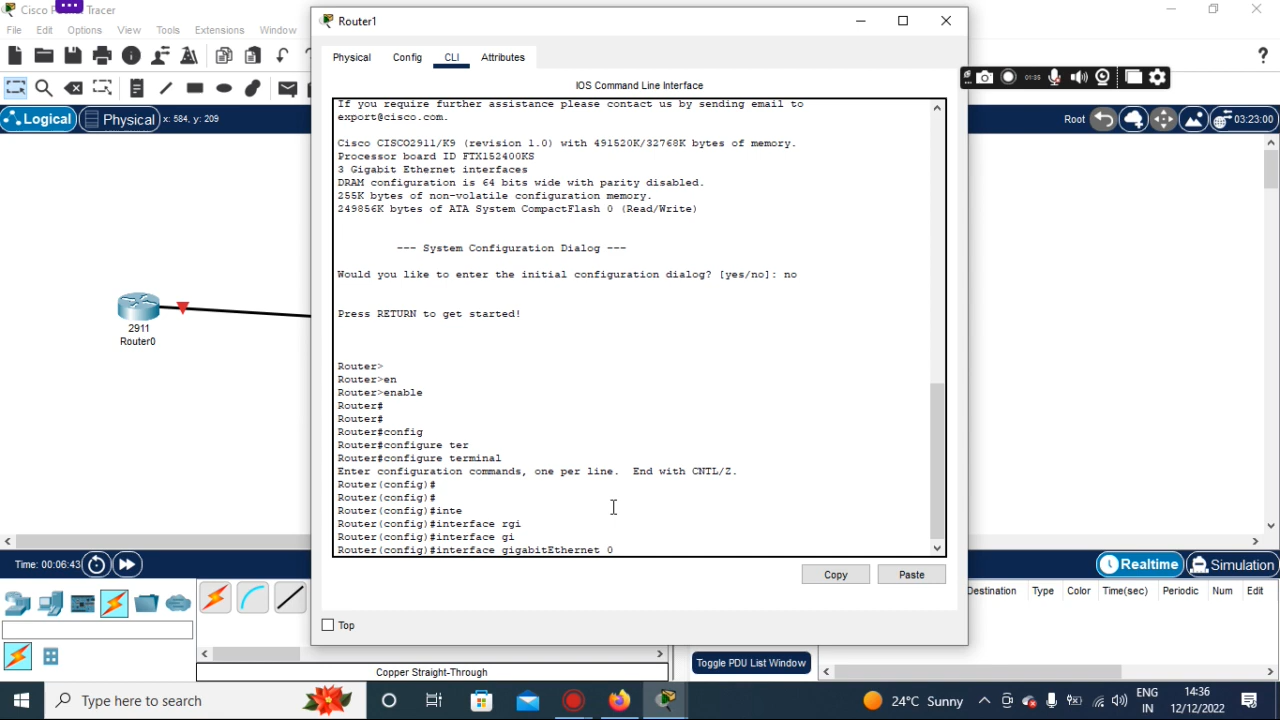 Cisco
Tracer
Router1
File Edit Options View Tools Extensions Window
Physical Config CLI Attributes
IOS Command Line Interface
01:35
Logical Physical x: 584, y: 209
Root 03:23:00
If you require further assistance please contact us by sending email to
export@cisco.com.
Cisco CISCO2911/K9 (revision 1.0) with 491520K/32768K bytes of memory.
Processor board ID FTX152400KS
3 Gigabit Ethernet interfaces
DRAM configuration is 64 bits wide with parity disabled.
255K bytes of non-volatile configuration memory.
249856K bytes of ATA System CompactFlash 0 (Read/Write)
--- System Configuration Dialog ---
Would you like to enter the initial configuration dialog? [yes/no]: no
Press RETURN to get started!
2911
Router0
Router>
Router>en
Router>enable
Router#
Router#
Router#config
Router#configure ter
Router#configure terminal
Enter configuration commands, one per line. End with CNTL/Z.
Router(config)#
Router(config)#
Router(config)#inte
Router(config)#interface rgi
Router(config)#interface gi
Router(config)#interface gigabitEthernet 0
Copy Paste
Top
Time: 00:06:43
Realtime Simulation
Destination Type Color Time(sec) Periodic Num Edit
Toggle PDU List Window
Copper Straight-Through
Type here to search
24°C Sunny
ENG
IN
14:36
12/12/2022